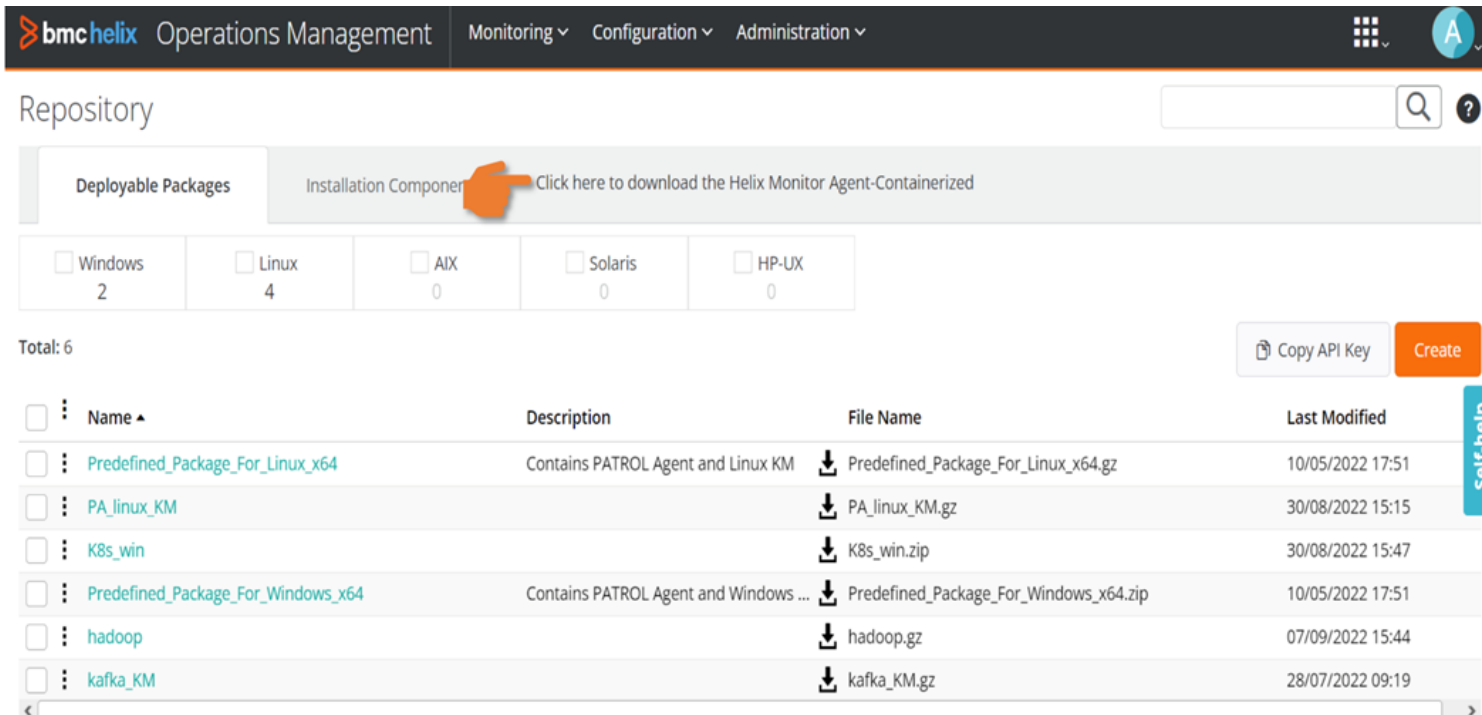 bmc helix Operations Management Monitoring Configuration Administration A
Repository ?
Deployable Packages Installation Click here to download the Helix Monitor Agent-Containerized
Windows Linux AIX Solaris HP-UX
2 4 0 0 0
Total: 6 Copy API Key Create
Name Description File Name Last Modified
Predefined_Package_For_Linux_x64 Contains PATROL Agent and Linux KM Predefined_Package_For_Linux_x64.gz 10/05/2022 17:51
PA_linux_KM PA_linux_KM.gz 30/08/2022 15:15
K8s_win K8s_win.zip 30/08/2022 15:47
Predefined_Package_For_Windows_x64 Contains PATROL Agent and Windows ... Predefined_Package_For_Windows_x64.zip 10/05/2022 17:51
hadoop hadoop.gz 07/09/2022 15:44
kafka_KM kafka_KM.gz 28/07/2022 09:19
Self-help